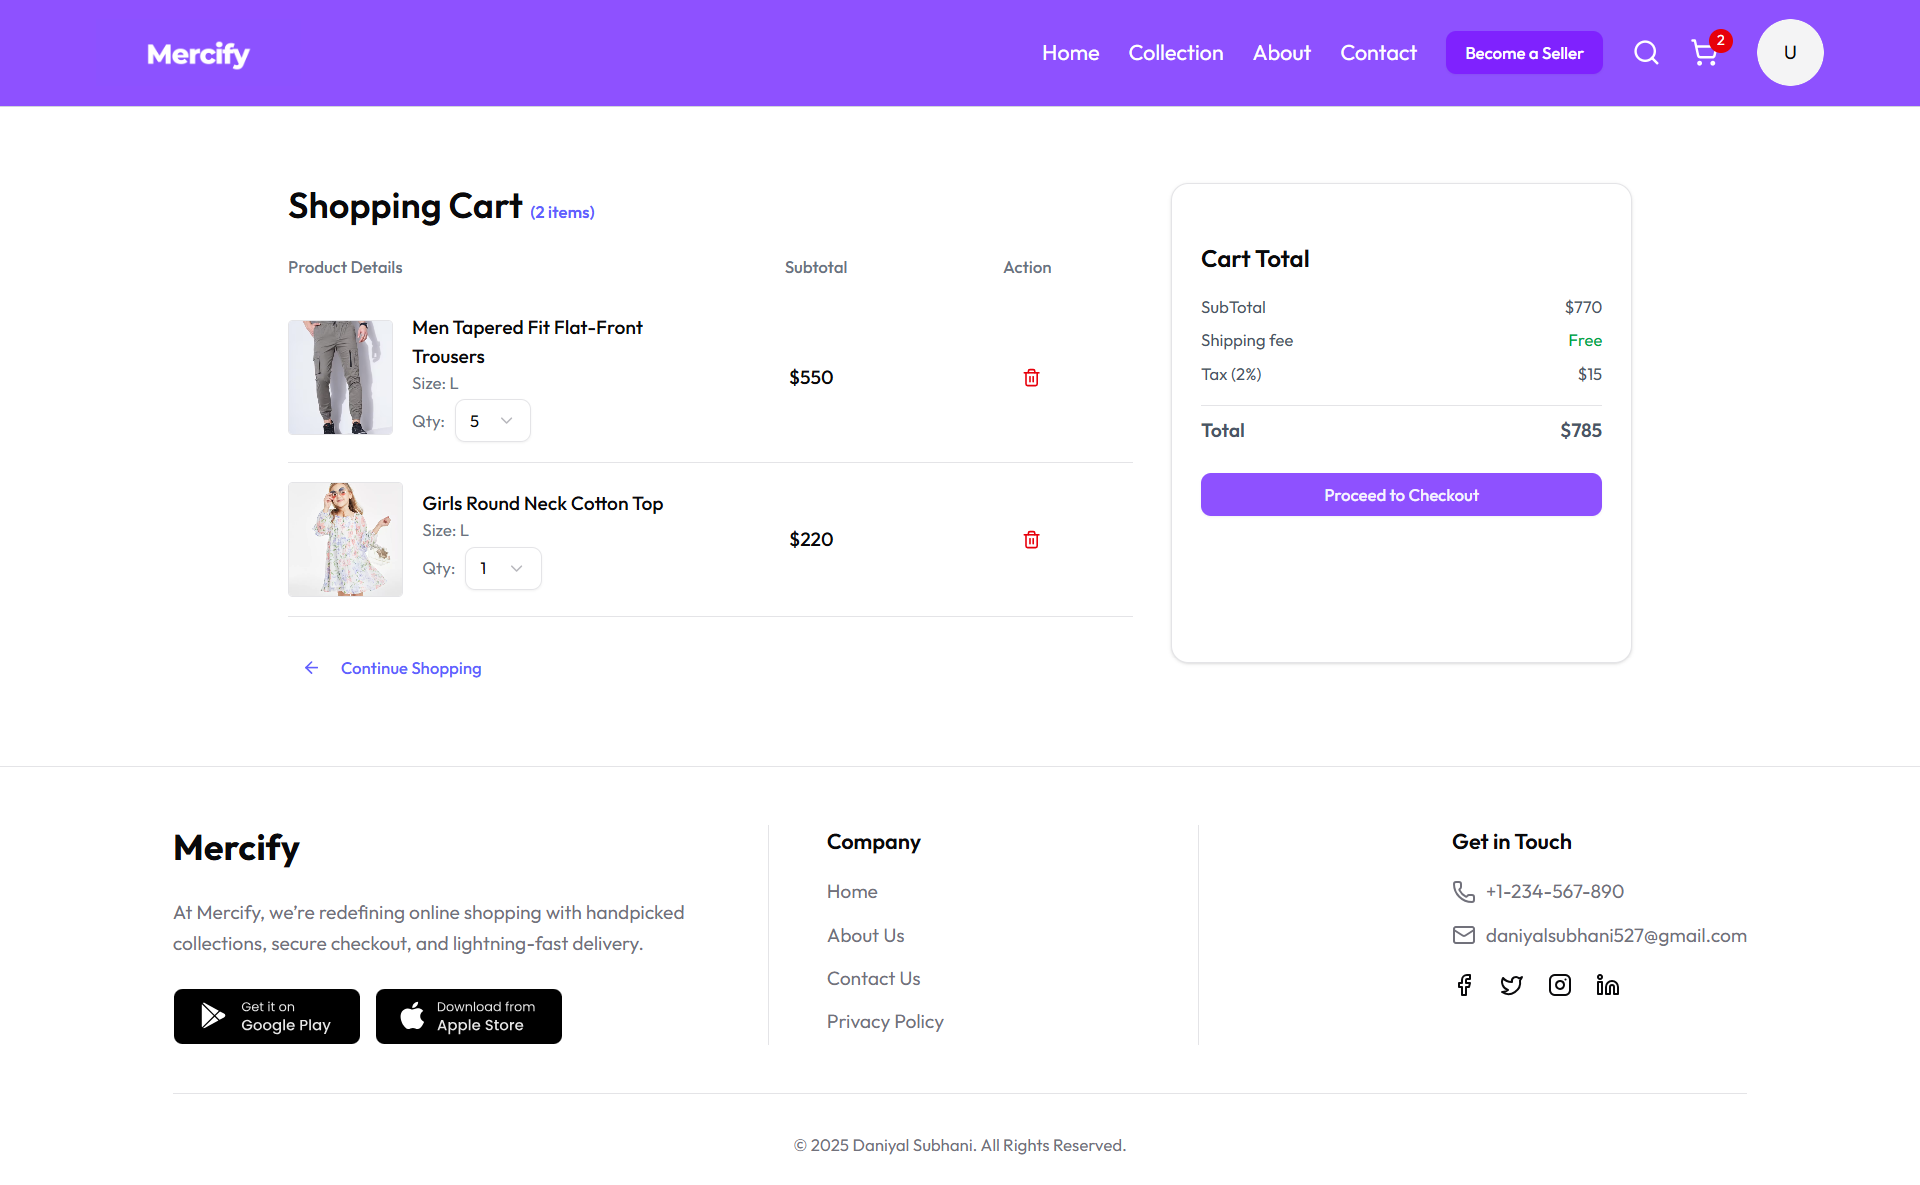 Mercify
Home Collection About Contact Become a Seller 2 U
Shopping Cart (2 items)
Product Details Subtotal Action
Men Tapered Fit Flat-Front
Trousers
Size: L
Qty: 5
$550
Girls Round Neck Cotton Top
Size: L
Qty: 1
$220
Continue Shopping
Cart Total
SubTotal $770
Shipping fee Free
Tax (2%) $15
Total $785
Proceed to Checkout
Mercify
At Mercify, we’re redefining online shopping with handpicked
collections, secure checkout, and lightning-fast delivery.
Get it on
Google Play
Download from
Apple Store
Company
Home
About Us
Contact Us
Privacy Policy
Get in Touch
+1-234-567-890
daniyalsubhani527@gmail.com
© 2025 Daniyal Subhani. All Rights Reserved.